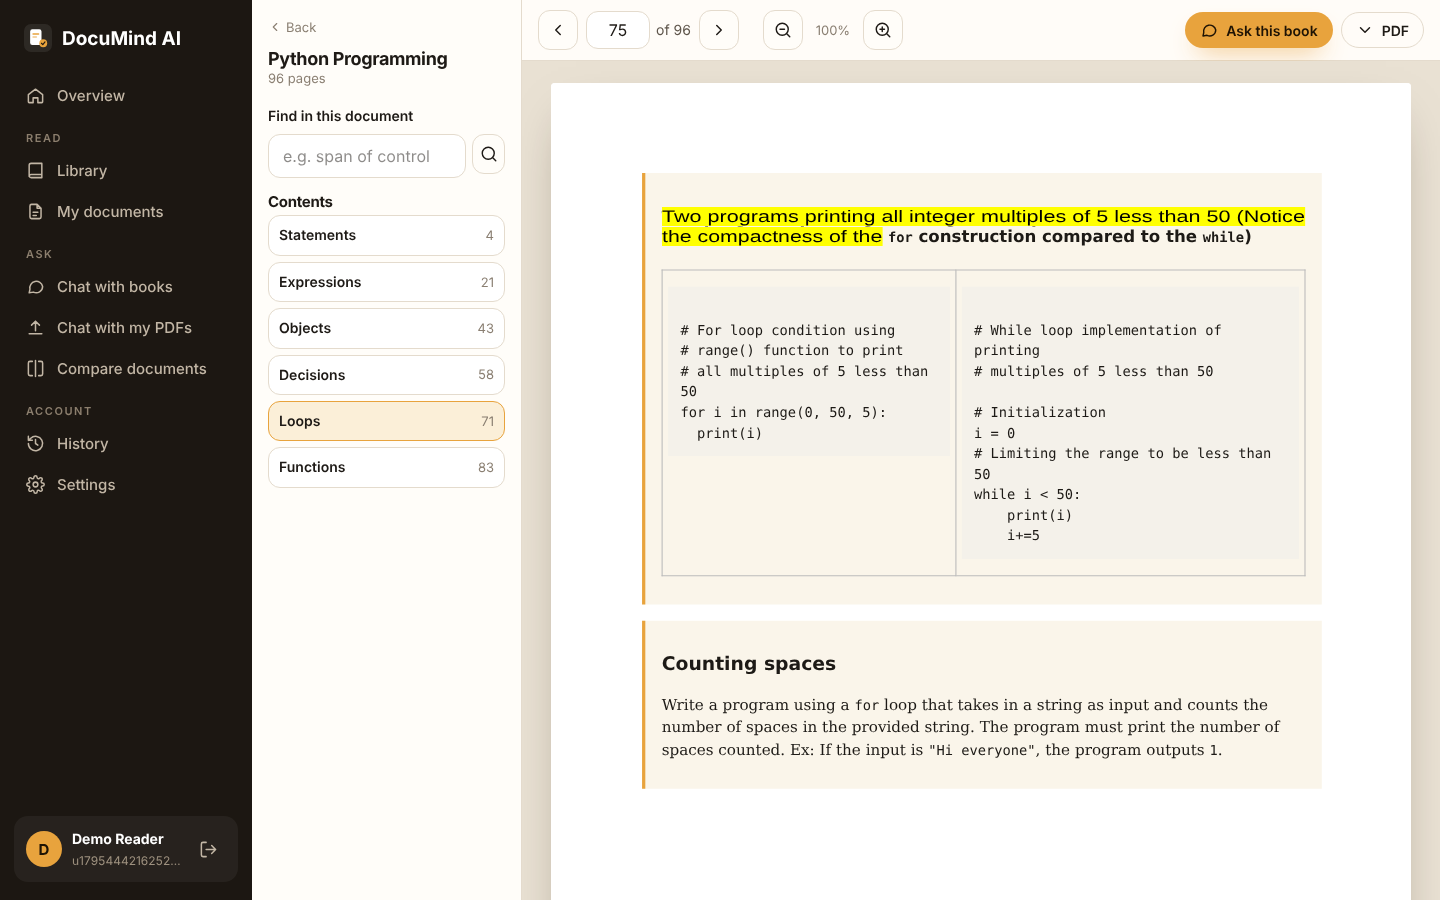 DocuMind AI
Overview
READ
Library
My documents
ASK
Chat with books
Chat with my PDFs
Compare documents
ACCOUNT
History
Settings
D
Demo Reader
u1795444216252...
Back
Python Programming
96 pages
Find in this document
e.g. span of control
Contents
Statements 4
Expressions 21
Objects 43
Decisions 58
Loops 71
Functions 83
75 of 96
100%
Ask this book
PDF
Two programs printing all integer multiples of 5 less than 50 (Notice
the compactness of the for construction compared to the while)
# For loop condition using
# range() function to print
# all multiples of 5 less than
50
for i in range(0, 50, 5):
  print(i)
# While loop implementation of
printing
# multiples of 5 less than 50
# Initialization
i = 0
# Limiting the range to be less than
50
while i < 50:
    print(i)
    i+=5
Counting spaces
Write a program using a for loop that takes in a string as input and counts the
number of spaces in the provided string. The program must print the number of
spaces counted. Ex: If the input is "Hi everyone", the program outputs 1.